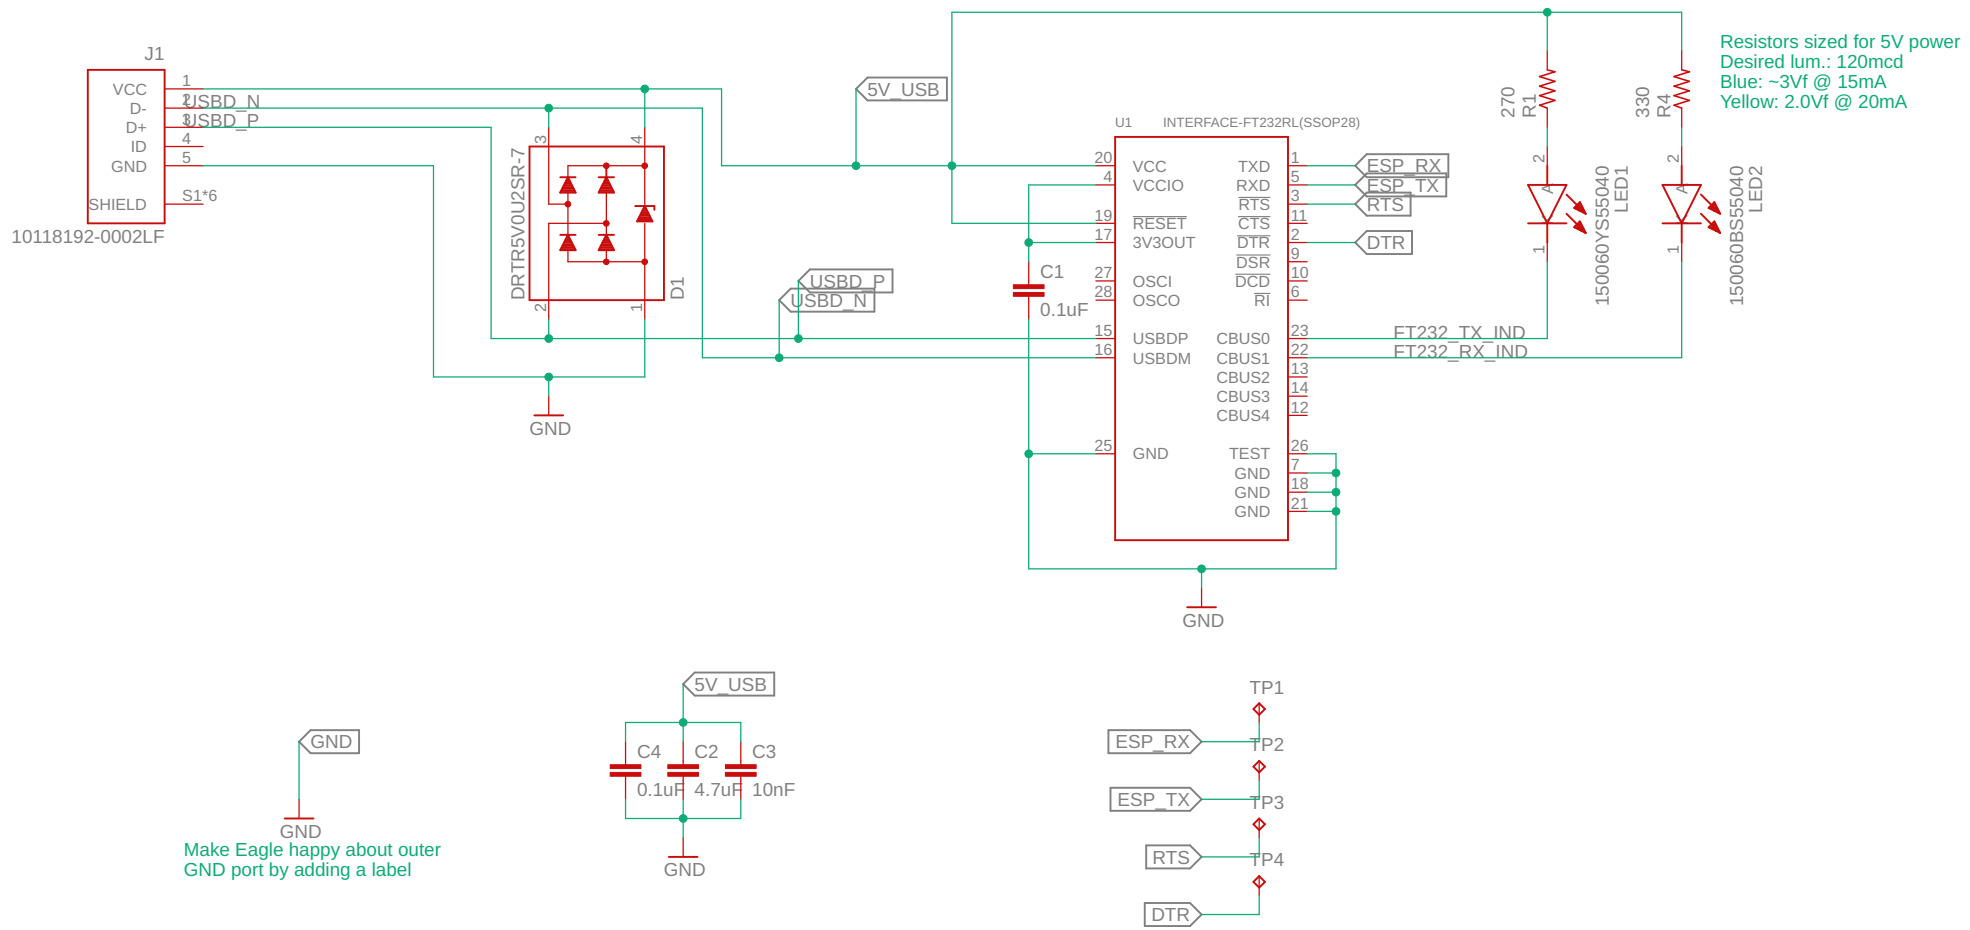 J1
VCC 1
D- 2 USBD_N
D+ 3 USBD_P
ID 4
GND 5
SHIELD S1*6
10118192-0002LF
3
4
DRTR5V0U2SR-7
D1
2
1
GND
5V_USB
USBD_P
USBD_N
C1
0.1uF
U1 INTERFACE-FT232RL(SSOP28)
20 VCC TXD 1 ESP_RX
4 VCCIO RXD 5 ESP_TX
RTS 3 RTS
19 RESET CTS 11
17 3V3OUT DTR 2 DTR
DSR 9
27 OSCI DCD 10
28 OSCO RI 6
15 USBDP CBUS0 23 FT232_TX_IND
16 USBDM CBUS1 22 FT232_RX_IND
CBUS2 13
CBUS3 14
CBUS4 12
25 GND TEST 26
GND 7
GND 18
GND 21
GND
270
R1
2
A
1
150060YS55040
LED1
330
R4
2
A
1
150060BS55040
LED2
Resistors sized for 5V power
Desired lum.: 120mcd
Blue: ~3Vf @ 15mA
Yellow: 2.0Vf @ 20mA
GND
GND
Make Eagle happy about outer
GND port by adding a label
5V_USB
C4 C2 C3
0.1uF 4.7uF 10nF
GND
TP1
ESP_RX
TP2
ESP_TX
TP3
RTS
TP4
DTR